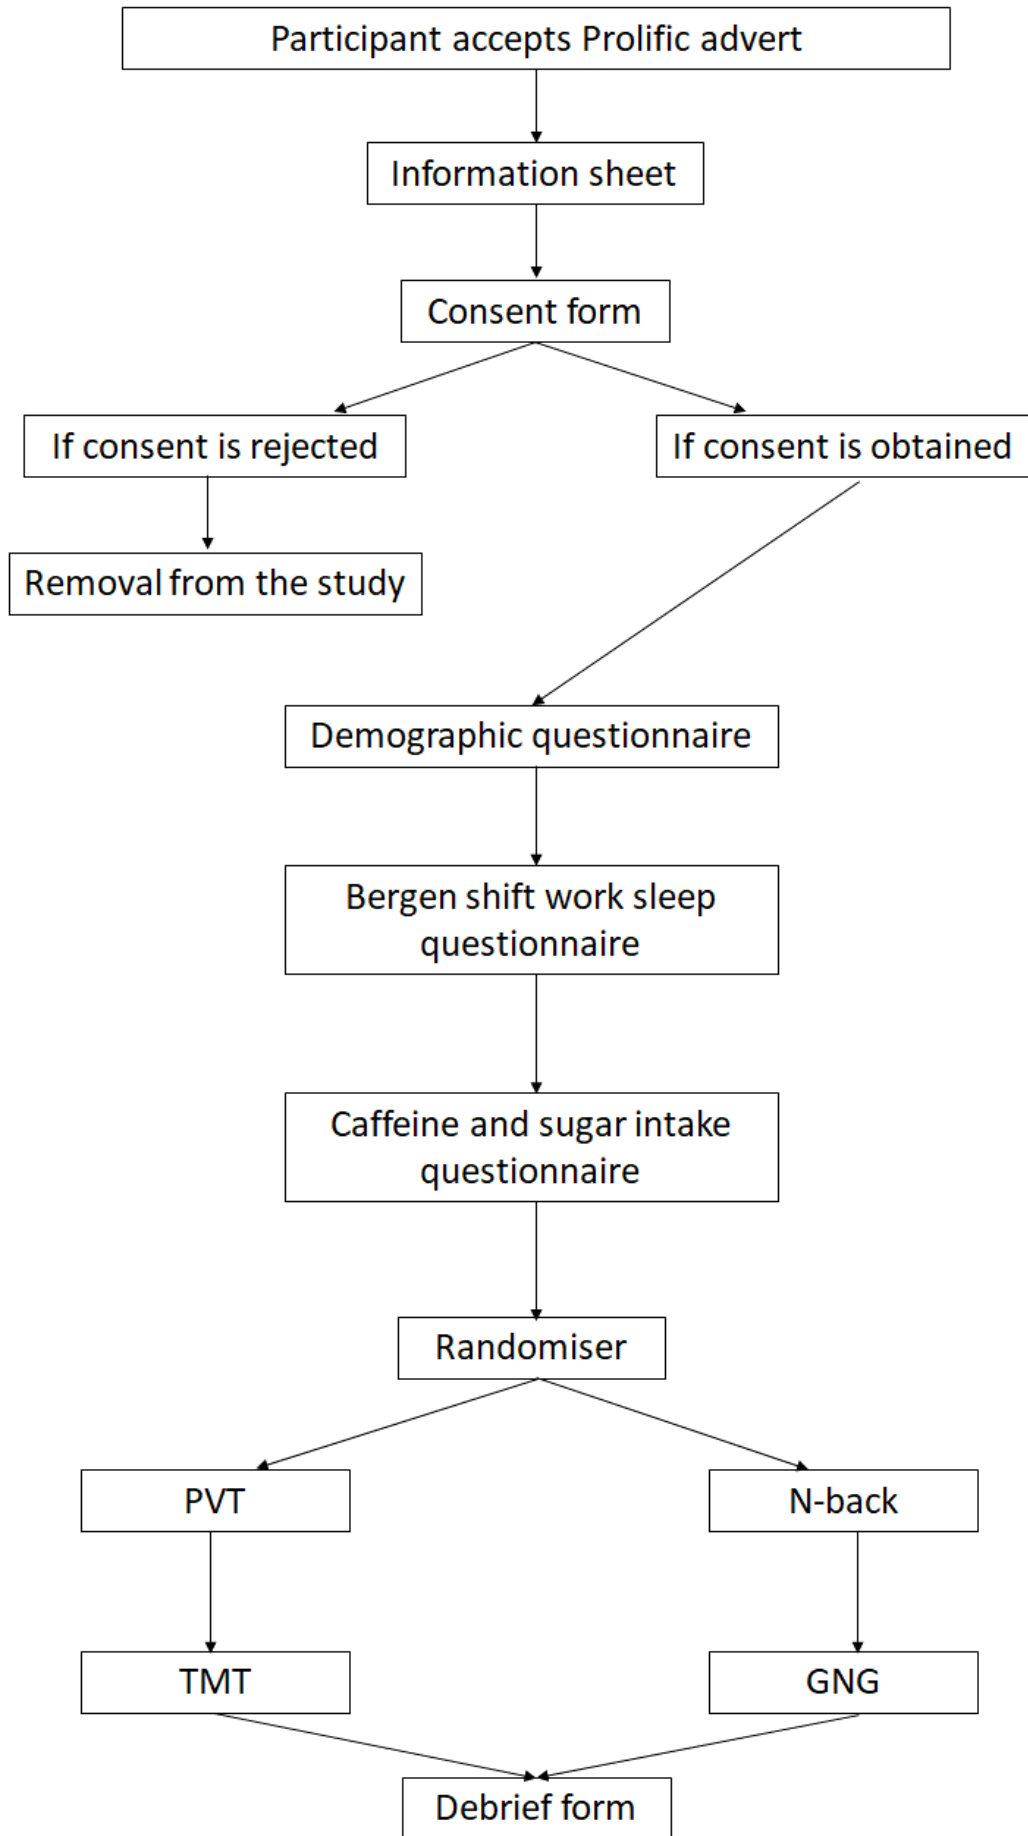 Participant accepts Prolific advert
Information sheet
Consent form
If consent is rejected
If consent is obtained
Removal from the study
Demographic questionnaire
Bergen shift work sleep
questionnaire
Caffeine and sugar intake
questionnaire
Randomiser
PVT
N-back
TMT
GNG
Debrief form